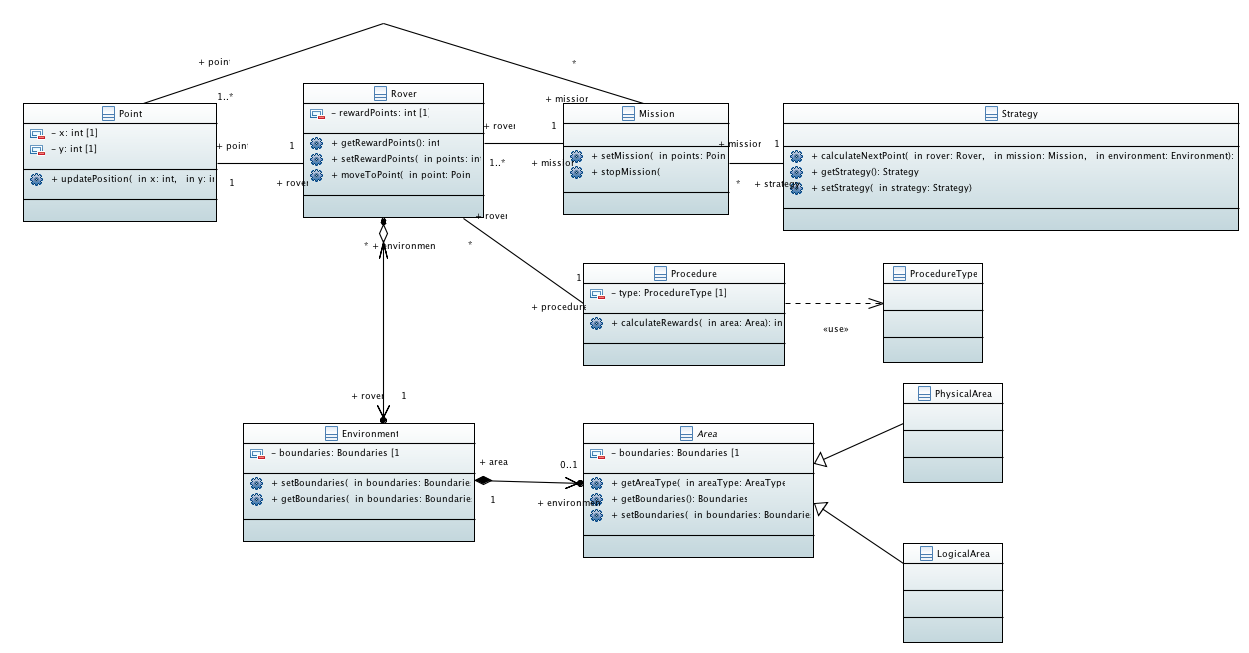 + point
*
1..*
+ mission
Point
– x: int [1]
– y: int [1]
+ updatePosition( in x: int, in y: in
+ point
1
1
+ rover
Rover
– rewardPoints: int [1]
+ getRewardPoints(): int
+ setRewardPoints( in points: int
+ moveToPoint( in point: Poin
+ rover
1
1..*
+ mission
Mission
+ setMission( in points: Poin
+ stopMission(
+ mission
1
*
+ strategy
Strategy
+ calculateNextPoint( in rover: Rover, in mission: Mission, in environment: Environment):
+ getStrategy(): Strategy
+ setStrategy( in strategy: Strategy)
+ rover
*
* + environmen
1
+ procedure
Procedure
– type: ProcedureType [1]
+ calculateRewards( in area: Area): in
«use»
ProcedureType
+ rover
1
Environment
– boundaries: Boundaries [1
+ setBoundaries( in boundaries: Boundarie
+ getBoundaries( in boundaries: Boundarie
+ area
0..1
1
+ environmen
Area
– boundaries: Boundaries [1
+ getAreaType( in areaType: AreaType
+ getBoundaries(): Boundaries
+ setBoundaries( in boundaries: Boundarie
PhysicalArea
LogicalArea